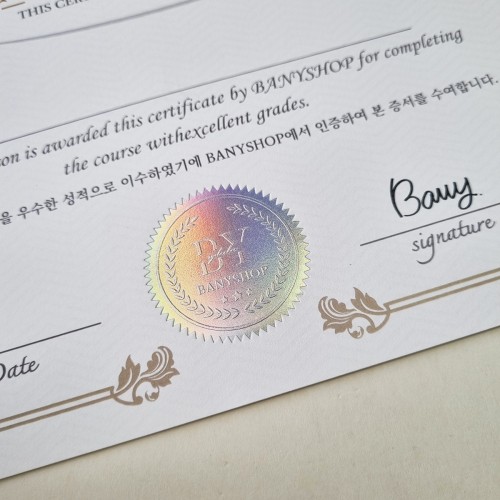 THIS CER
on is awarded this certificate by BANYSHOP for completing
the course withexcellent grades.
을 우수한 성적으로 이수하였기에 BANYSHOP에서 인증하여 본 증서를 수여합니다.
BY
BANYSHOP
Bany.
signature
Date